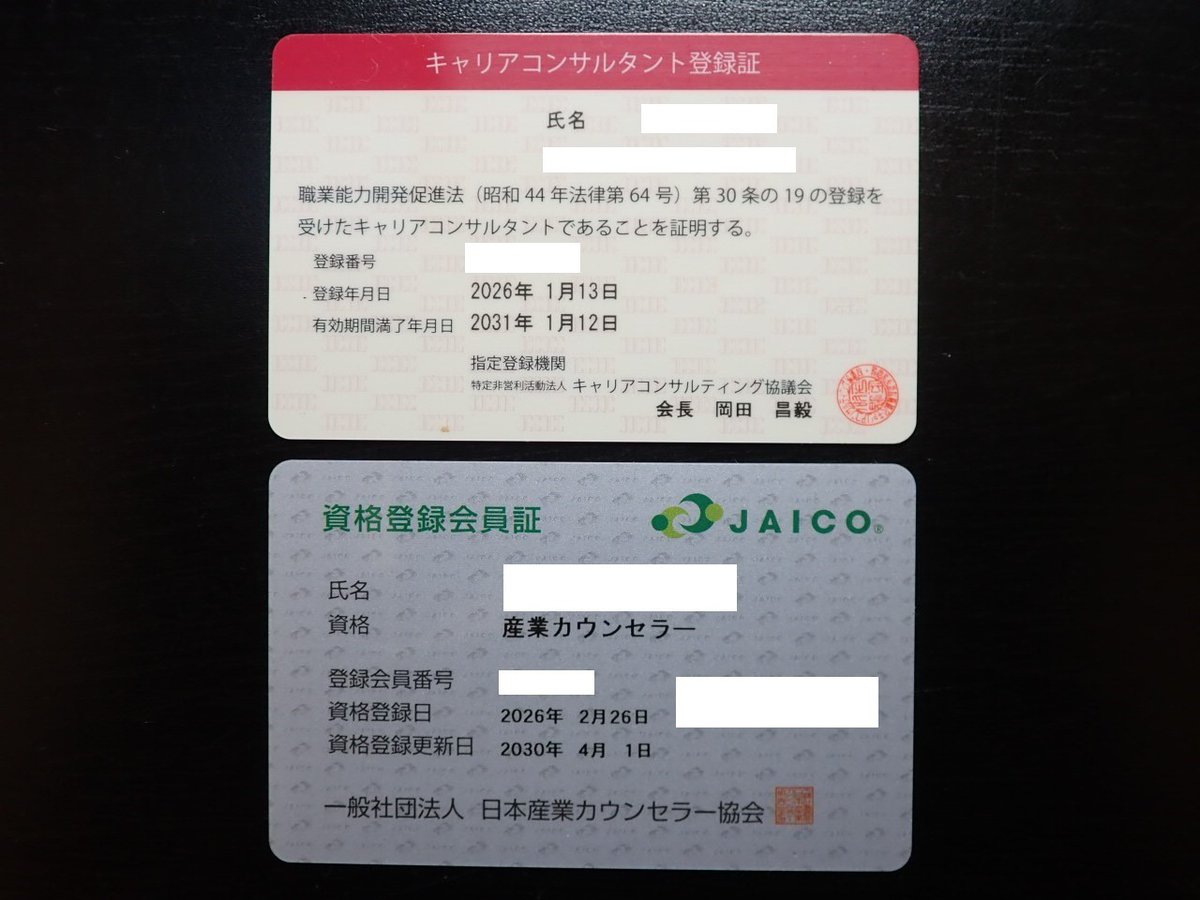 キャリアコンサルタント登録証
氏名
職業能力開発促進法（昭和 44 年法律第 64 号）第 30 条の 19 の登録を
受けたキャリアコンサルタントであることを証明する。
登録番号
登録年月日 2026年 1月13日
有効期間満了年月日 2031年 1月12日
指定登録機関
特定非営利活動法人 キャリアコンサルティング協議会
会長 岡田 昌毅
資格登録会員証 JAICO®
氏名
資格 産業カウンセラー
登録会員番号
資格登録日 2026年 2月26日
資格登録更新日 2030年 4月 1日
一般社団法人 日本産業カウンセラー協会